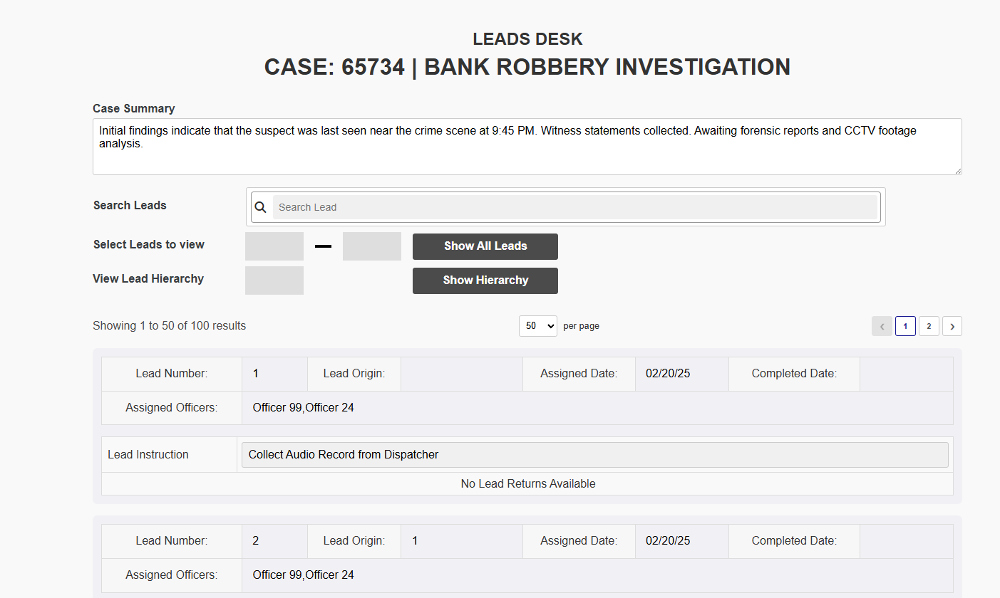 LEADS DESK
CASE: 65734 | BANK ROBBERY INVESTIGATION
Case Summary
Initial findings indicate that the suspect was last seen near the crime scene at 9:45 PM. Witness statements collected. Awaiting forensic reports and CCTV footage
analysis.
Search Leads
Search Lead
Select Leads to view
Show All Leads
View Lead Hierarchy
Show Hierarchy
Showing 1 to 50 of 100 results
50 per page
‹ 1 2 ›
Lead Number: 1 Lead Origin: Assigned Date: 02/20/25 Completed Date:
Assigned Officers: Officer 99,Officer 24
Lead Instruction Collect Audio Record from Dispatcher
No Lead Returns Available
Lead Number: 2 Lead Origin: 1 Assigned Date: 02/20/25 Completed Date:
Assigned Officers: Officer 99,Officer 24